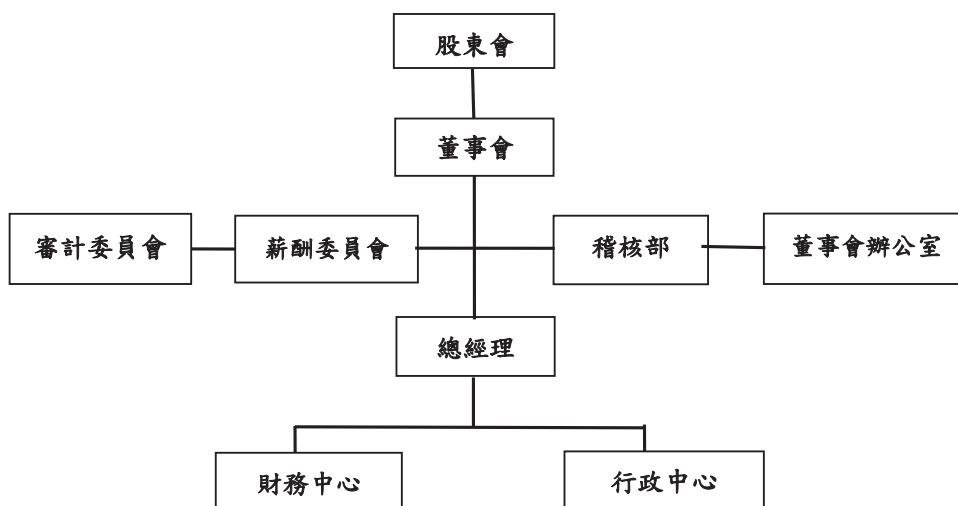 股東會
董事會
審計委員會
薪酬委員會
稽核部
董事會辦公室
總經理
財務中心
行政中心